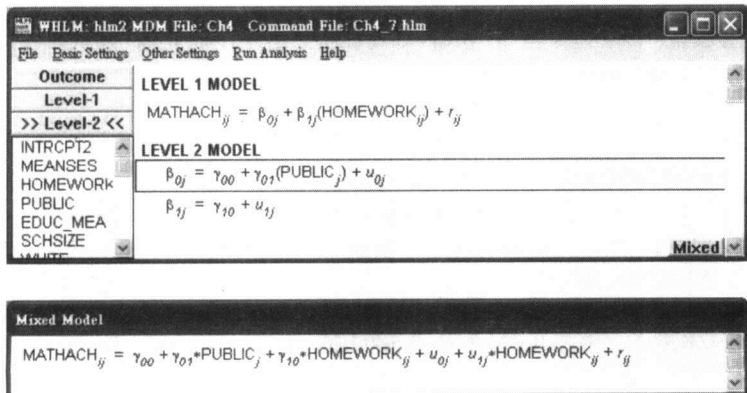 WHLM: hlm2 MDM File: Ch4 Command File: Ch4_7.hlm
File Basic Settings Other Settings Run Analysis Help
Outcome
Level-1
>> Level-2 <<
INTRCPT2
MEANSES
HOMEWORK
PUBLIC
EDUC_MEA
SCHSIZE
LEVEL 1 MODEL
MATHACH_ij = β_0j + β_1j(HOMEWORK_ij) + r_ij
LEVEL 2 MODEL
β_0j = γ_00 + γ_01(PUBLIC_j) + u_0j
β_1j = γ_10 + u_1j
Mixed
Mixed Model
MATHACH_ij = γ_00 + γ_01*PUBLIC_j + γ_10*HOMEWORK_ij + u_0j + u_1j*HOMEWORK_ij + r_ij